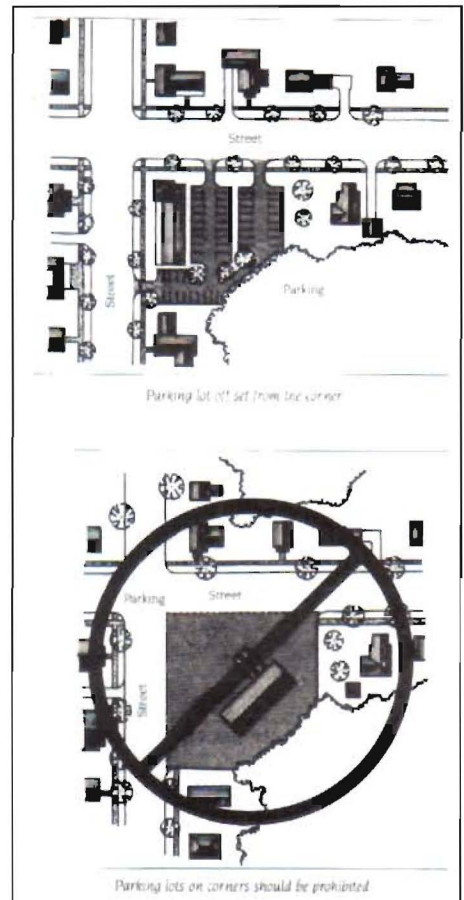 Street
Street
Parking
Parking lot off set from the corner
Parking
Street
Street
Parking lots on corners should be prohibited